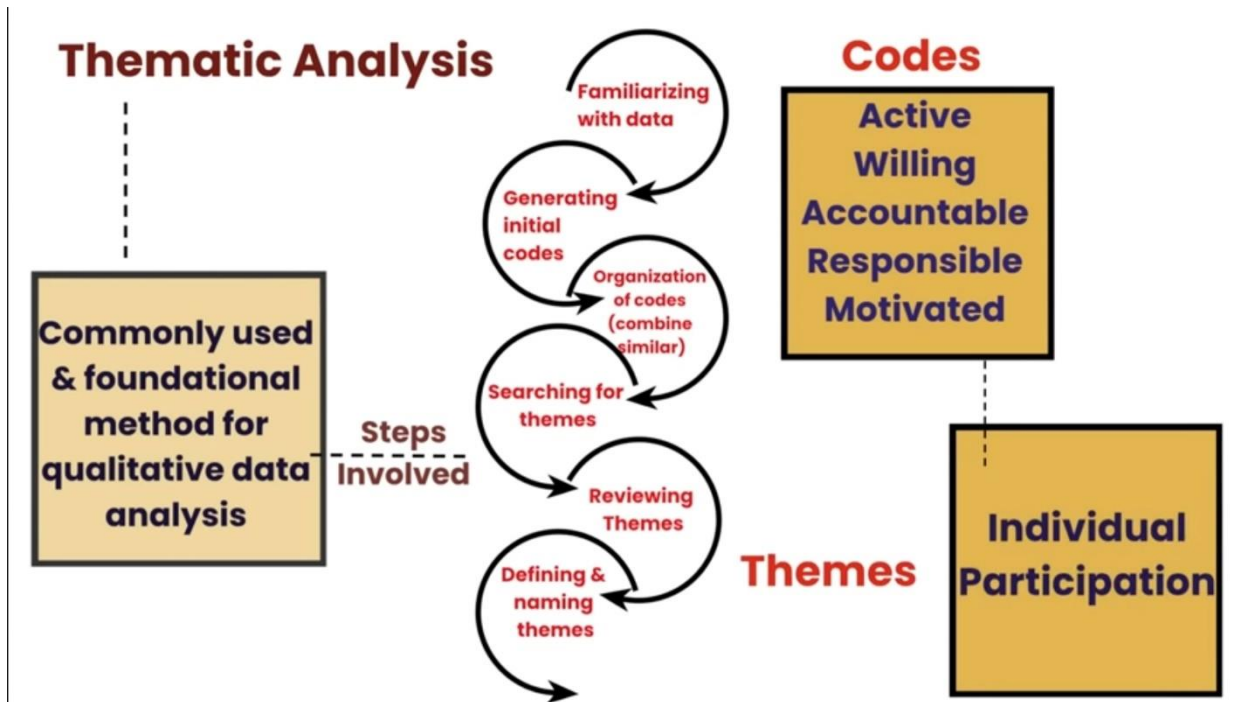 Thematic Analysis
Commonly used
& foundational
method for
qualitative data
analysis
Steps
Involved
Familiarizing
with data
Generating
initial
codes
Organization
of codes
(combine
similar)
Searching for
themes
Reviewing
Themes
Defining &
naming
themes
Codes
Active
Willing
Accountable
Responsible
Motivated
Themes
Individual
Participation